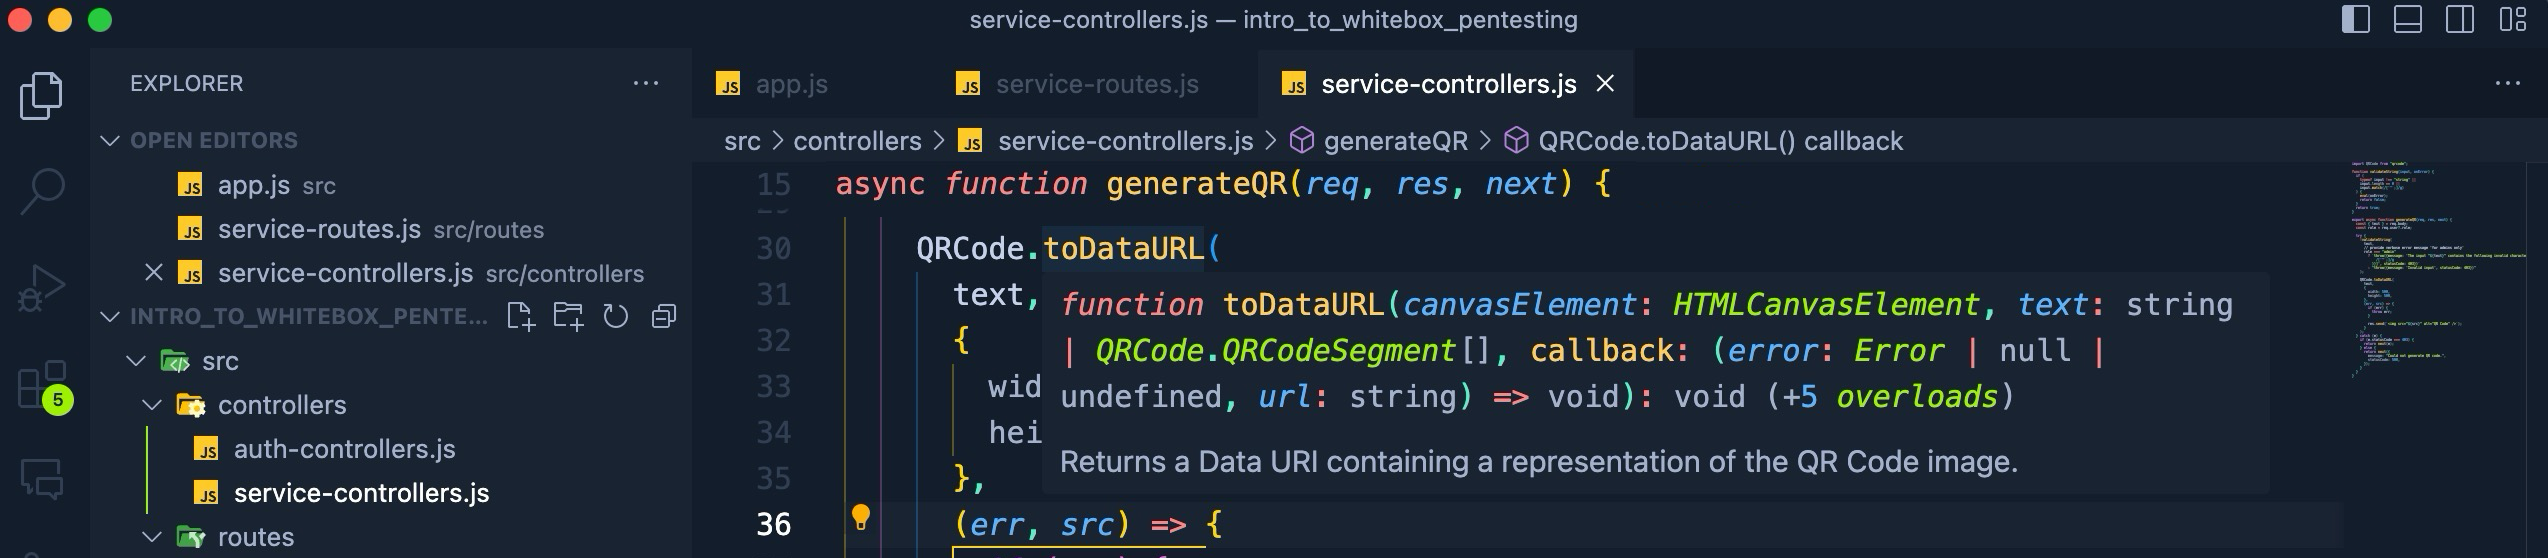 service-controllers.js — intro_to_whitebox_pentesting
EXPLORER
OPEN EDITORS
app.js src
service-routes.js src/routes
service-controllers.js src/controllers
INTRO_TO_WHITEBOX_PENTE...
src
controllers
auth-controllers.js
service-controllers.js
routes
5
JS app.js
JS service-routes.js
JS service-controllers.js
src > controllers > JS service-controllers.js > generateQR > QRCode.toDataURL() callback
15 async function generateQR(req, res, next) {
30 QRCode.toDataURL(
31 text,
32 {
33 wid
34 hei
35 },
36 (err, src) => {
function toDataURL(canvasElement: HTMLCanvasElement, text: string
| QRCode.QRCodeSegment[], callback: (error: Error | null |
undefined, url: string) => void): void (+5 overloads)
Returns a Data URI containing a representation of the QR Code image.